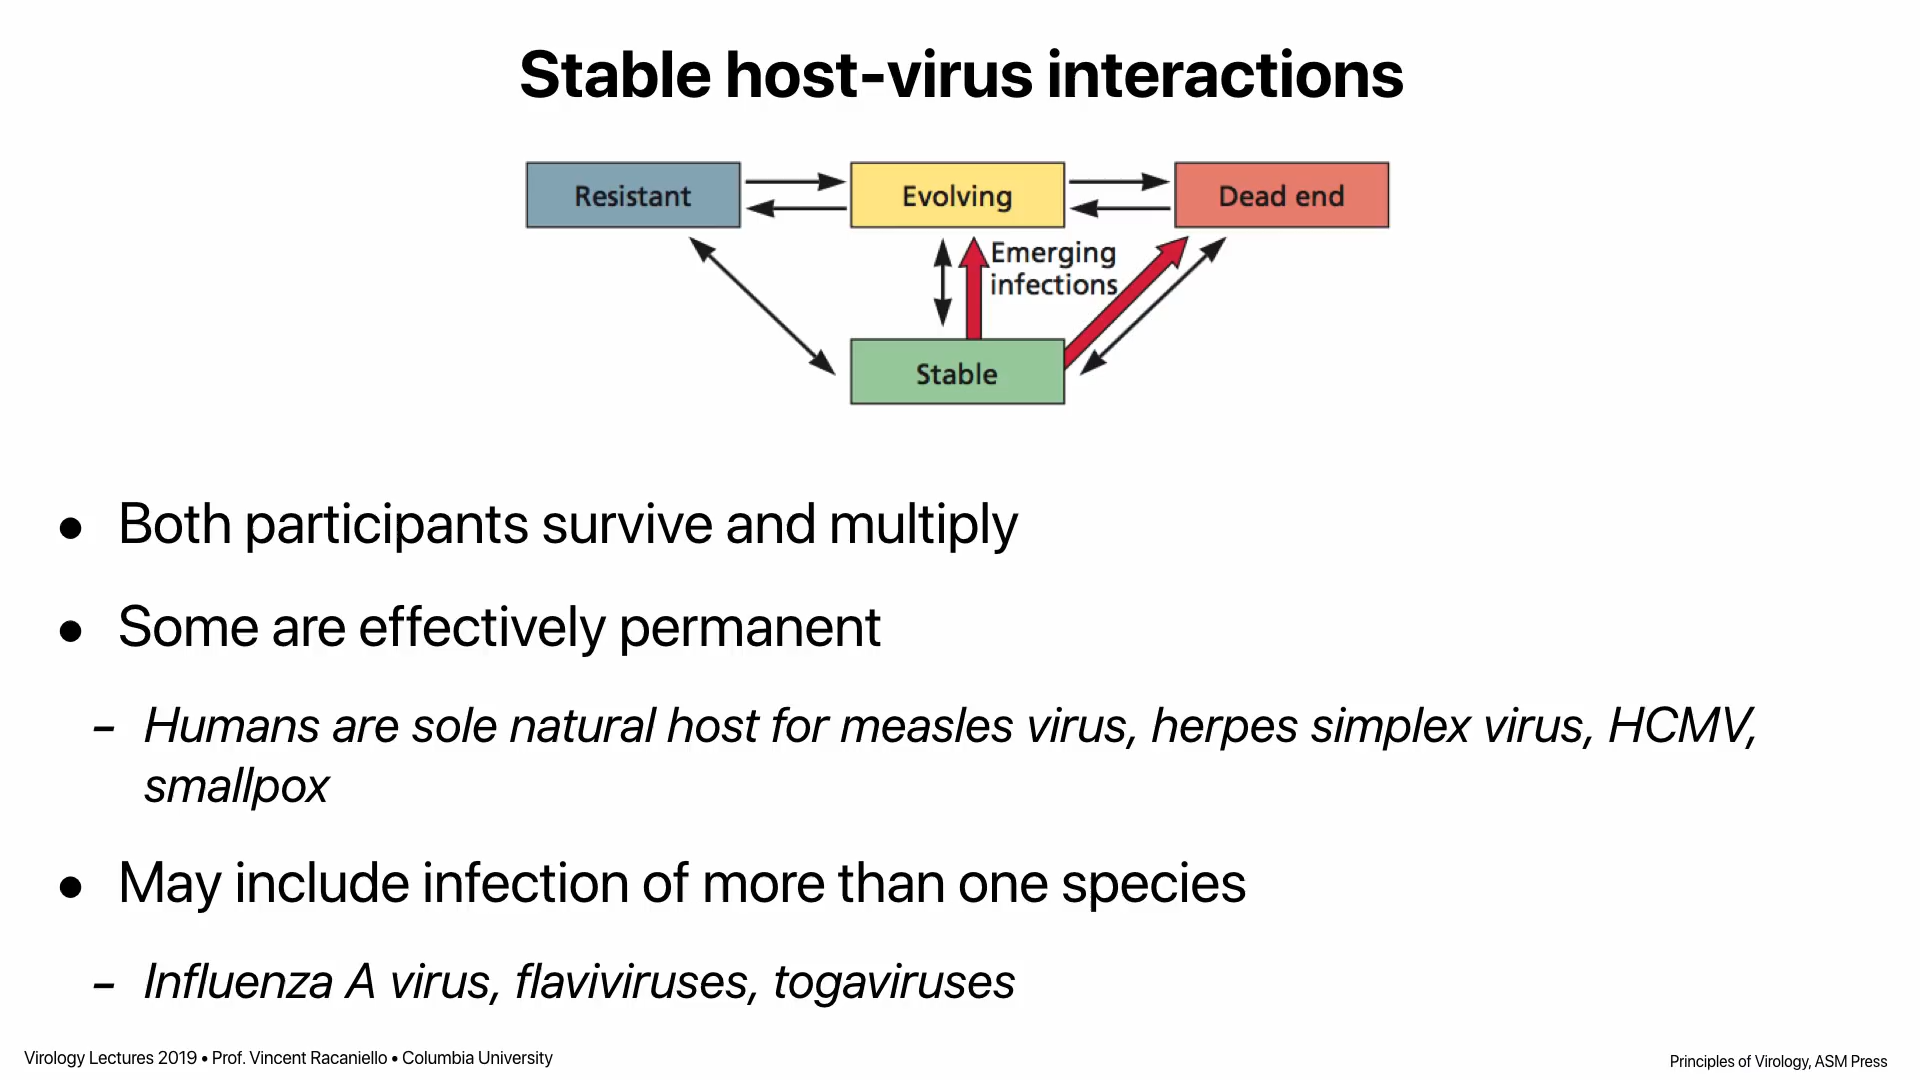 Stable host-virus interactions
Resistant
Evolving
Dead end
Emerging
infections
Stable
• Both participants survive and multiply
• Some are effectively permanent
– Humans are sole natural host for measles virus, herpes simplex virus, HCMV,
smallpox
• May include infection of more than one species
– Influenza A virus, flaviviruses, togaviruses
Virology Lectures 2019 • Prof. Vincent Racaniello • Columbia University
Principles of Virology, ASM Press